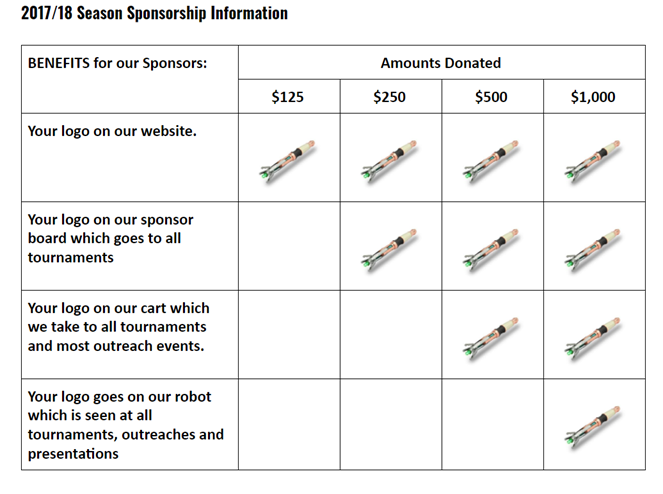 2017/18 Season Sponsorship Information
BENEFITS for our Sponsors:
Amounts Donated
$125
$250
$500
$1,000
Your logo on our website.
Your logo on our sponsor
board which goes to all
tournaments
Your logo on our cart which
we take to all tournaments
and most outreach events.
Your logo goes on our robot
which is seen at all
tournaments, outreaches and
presentations